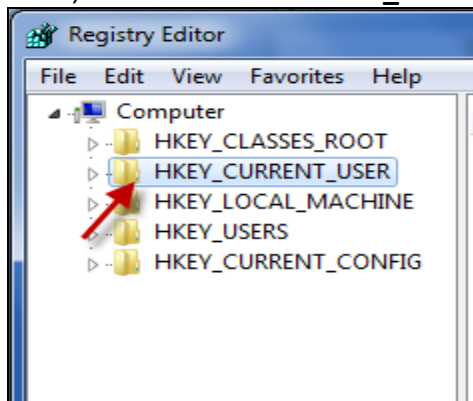 Registry Editor
File Edit View Favorites Help
Computer
HKEY_CLASSES_ROOT
HKEY_CURRENT_USER
HKEY_LOCAL_MACHINE
HKEY_USERS
HKEY_CURRENT_CONFIG